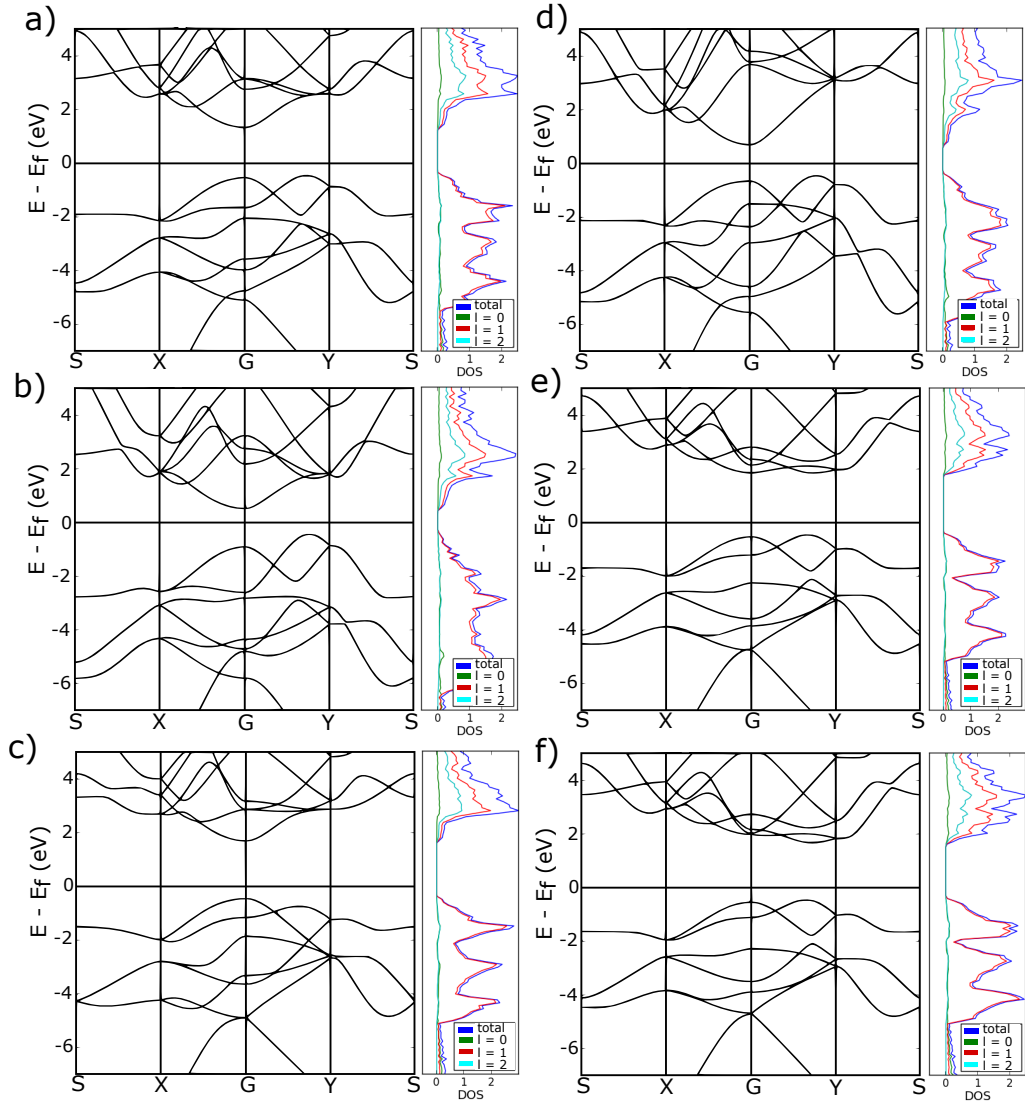 a)
E - Ef (eV)
4
2
0
-2
-4
-6
S X G Y S
total
l = 0
l = 1
l = 2
0 1 2
DOS
d)
E - Ef (eV)
4
2
0
-2
-4
-6
S X G Y S
total
l = 0
l = 1
l = 2
0 1 2
DOS
b)
E - Ef (eV)
4
2
0
-2
-4
-6
S X G Y S
total
l = 0
l = 1
l = 2
0 1 2
DOS
e)
E - Ef (eV)
4
2
0
-2
-4
-6
S X G Y S
total
l = 0
l = 1
l = 2
0 1 2
DOS
c)
E - Ef (eV)
4
2
0
-2
-4
-6
S X G Y S
total
l = 0
l = 1
l = 2
0 1 2
DOS
f)
E - Ef (eV)
4
2
0
-2
-4
-6
S X G Y S
total
l = 0
l = 1
l = 2
0 1 2
DOS